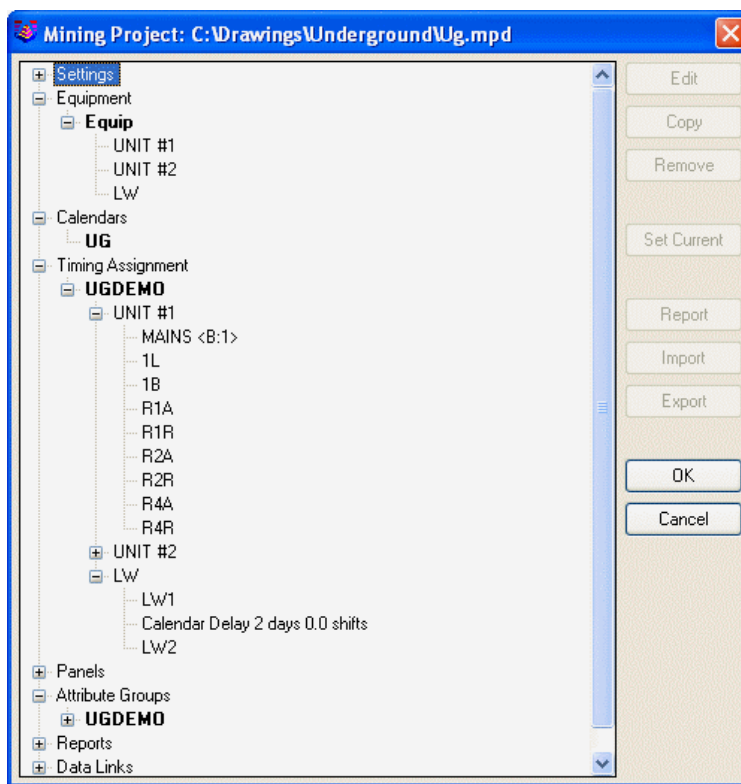 Mining Project: C:\Drawings\Underground\Ug.mpd
Settings
Equipment
Equip
UNIT #1
UNIT #2
LW
Calendars
UG
Timing Assignment
UGDEMO
UNIT #1
MAINS <B:1>
1L
1B
R1A
R1R
R2A
R2R
R4A
R4R
UNIT #2
LW
LW1
Calendar Delay 2 days 0.0 shifts
LW2
Panels
Attribute Groups
UGDEMO
Reports
Data Links
Edit
Copy
Remove
Set Current
Report
Import
Export
OK
Cancel